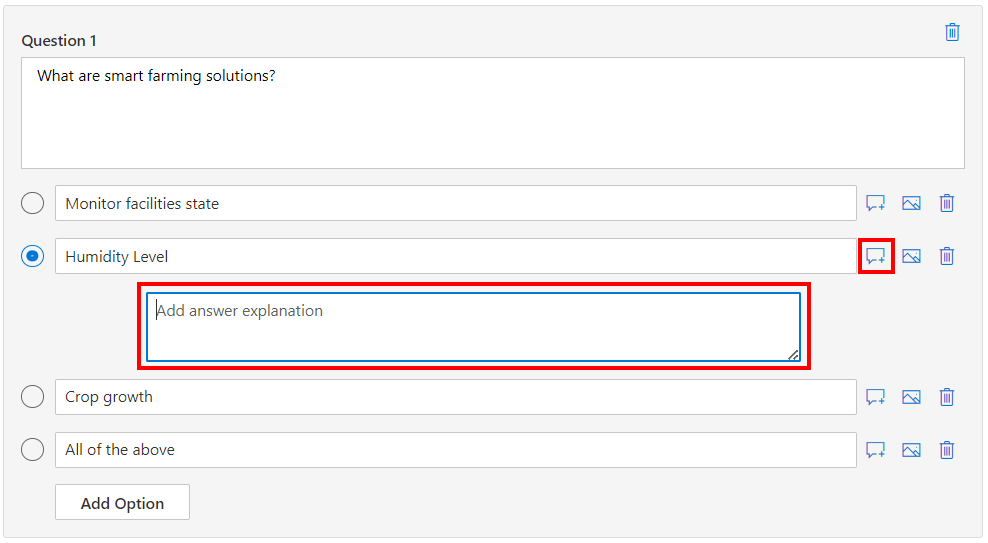 Question 1
What are smart farming solutions?
Monitor facilities state
Humidity Level
Add answer explanation
Crop growth
All of the above
Add Option